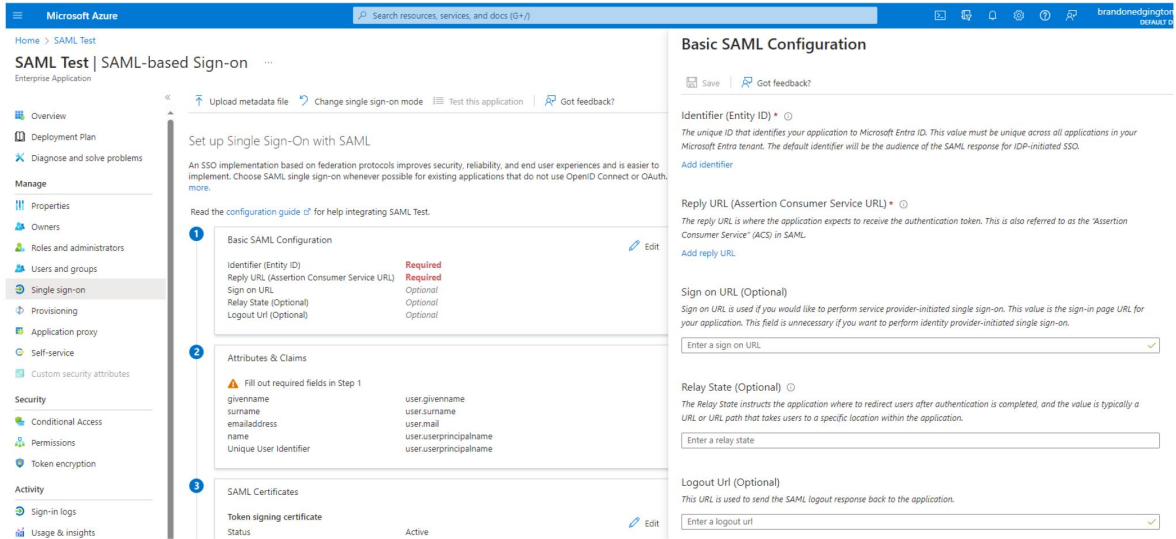 Microsoft Azure
Search resources, services, and docs (G+/)
brandonedgington
DEFAULT D
Home > SAML Test
SAML Test | SAML-based Sign-on ...
Enterprise Application
Overview
Deployment Plan
Diagnose and solve problems
Manage
Properties
Owners
Roles and administrators
Users and groups
Single sign-on
Provisioning
Application proxy
Self-service
Custom security attributes
Security
Conditional Access
Permissions
Token encryption
Activity
Sign-in logs
Usage & insights
Upload metadata file Change single sign-on mode Test this application Got feedback?
Set up Single Sign-On with SAML
An SSO implementation based on federation protocols improves security, reliability, and end user experiences and is easier to
implement. Choose SAML single sign-on whenever possible for existing applications that do not use OpenID Connect or OAuth.
more.
Read the configuration guide for help integrating SAML Test.
1
Basic SAML Configuration
Edit
Identifier (Entity ID) Required
Reply URL (Assertion Consumer Service URL) Required
Sign on URL Optional
Relay State (Optional) Optional
Logout Url (Optional) Optional
2
Attributes & Claims
Fill out required fields in Step 1
givenname user.givenname
surname user.surname
emailaddress user.mail
name user.userprincipalname
Unique User Identifier user.userprincipalname
3
SAML Certificates
Token signing certificate
Edit
Status Active
Basic SAML Configuration
Save Got feedback?
Identifier (Entity ID) *
The unique ID that identifies your application to Microsoft Entra ID. This value must be unique across all applications in your
Microsoft Entra tenant. The default identifier will be the audience of the SAML response for IDP-initiated SSO.
Add identifier
Reply URL (Assertion Consumer Service URL) *
The reply URL is where the application expects to receive the authentication token. This is also referred to as the "Assertion
Consumer Service" (ACS) in SAML.
Add reply URL
Sign on URL (Optional)
Sign on URL is used if you would like to perform service provider-initiated single sign-on. This value is the sign-in page URL for
your application. This field is unnecessary if you want to perform identity provider-initiated single sign-on.
Enter a sign on URL
Relay State (Optional)
The Relay State instructs the application where to redirect users after authentication is completed, and the value is typically a
URL or URL path that takes users to a specific location within the application.
Enter a relay state
Logout Url (Optional)
This URL is used to send the SAML logout response back to the application.
Enter a logout url